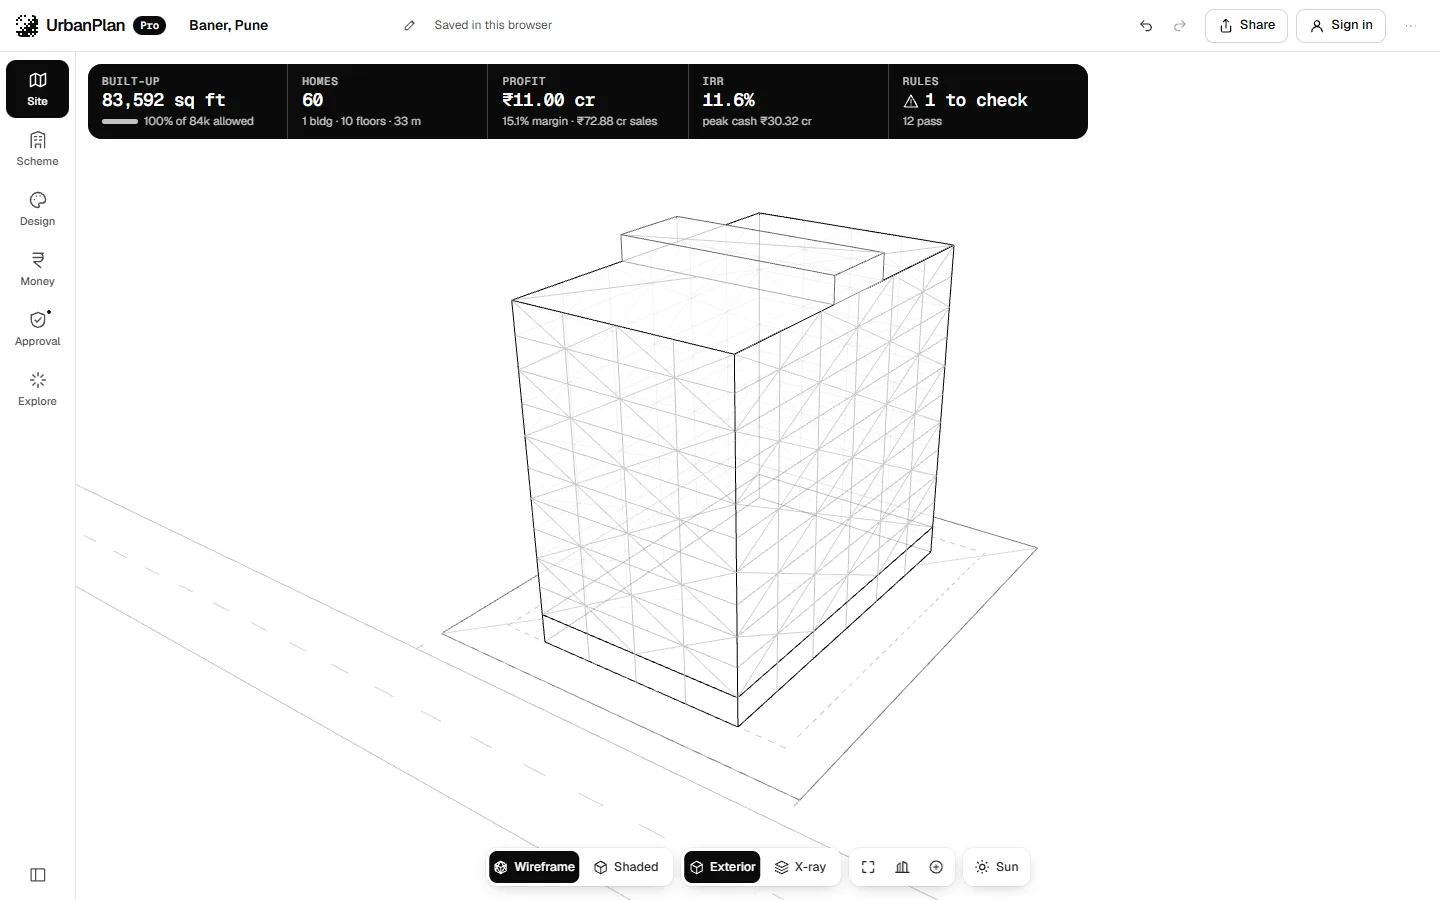 UrbanPlan Pro Baner, Pune Saved in this browser Share Sign in
Site
Scheme
Design
Money
Approval
Explore
BUILT-UP
83,592 sq ft
100% of 84k allowed
HOMES
60
1 bldg · 10 floors · 33 m
PROFIT
₹11.00 cr
15.1% margin · ₹72.88 cr sales
IRR
11.6%
peak cash ₹30.32 cr
RULES
1 to check
12 pass
Wireframe Shaded Exterior X-ray Sun